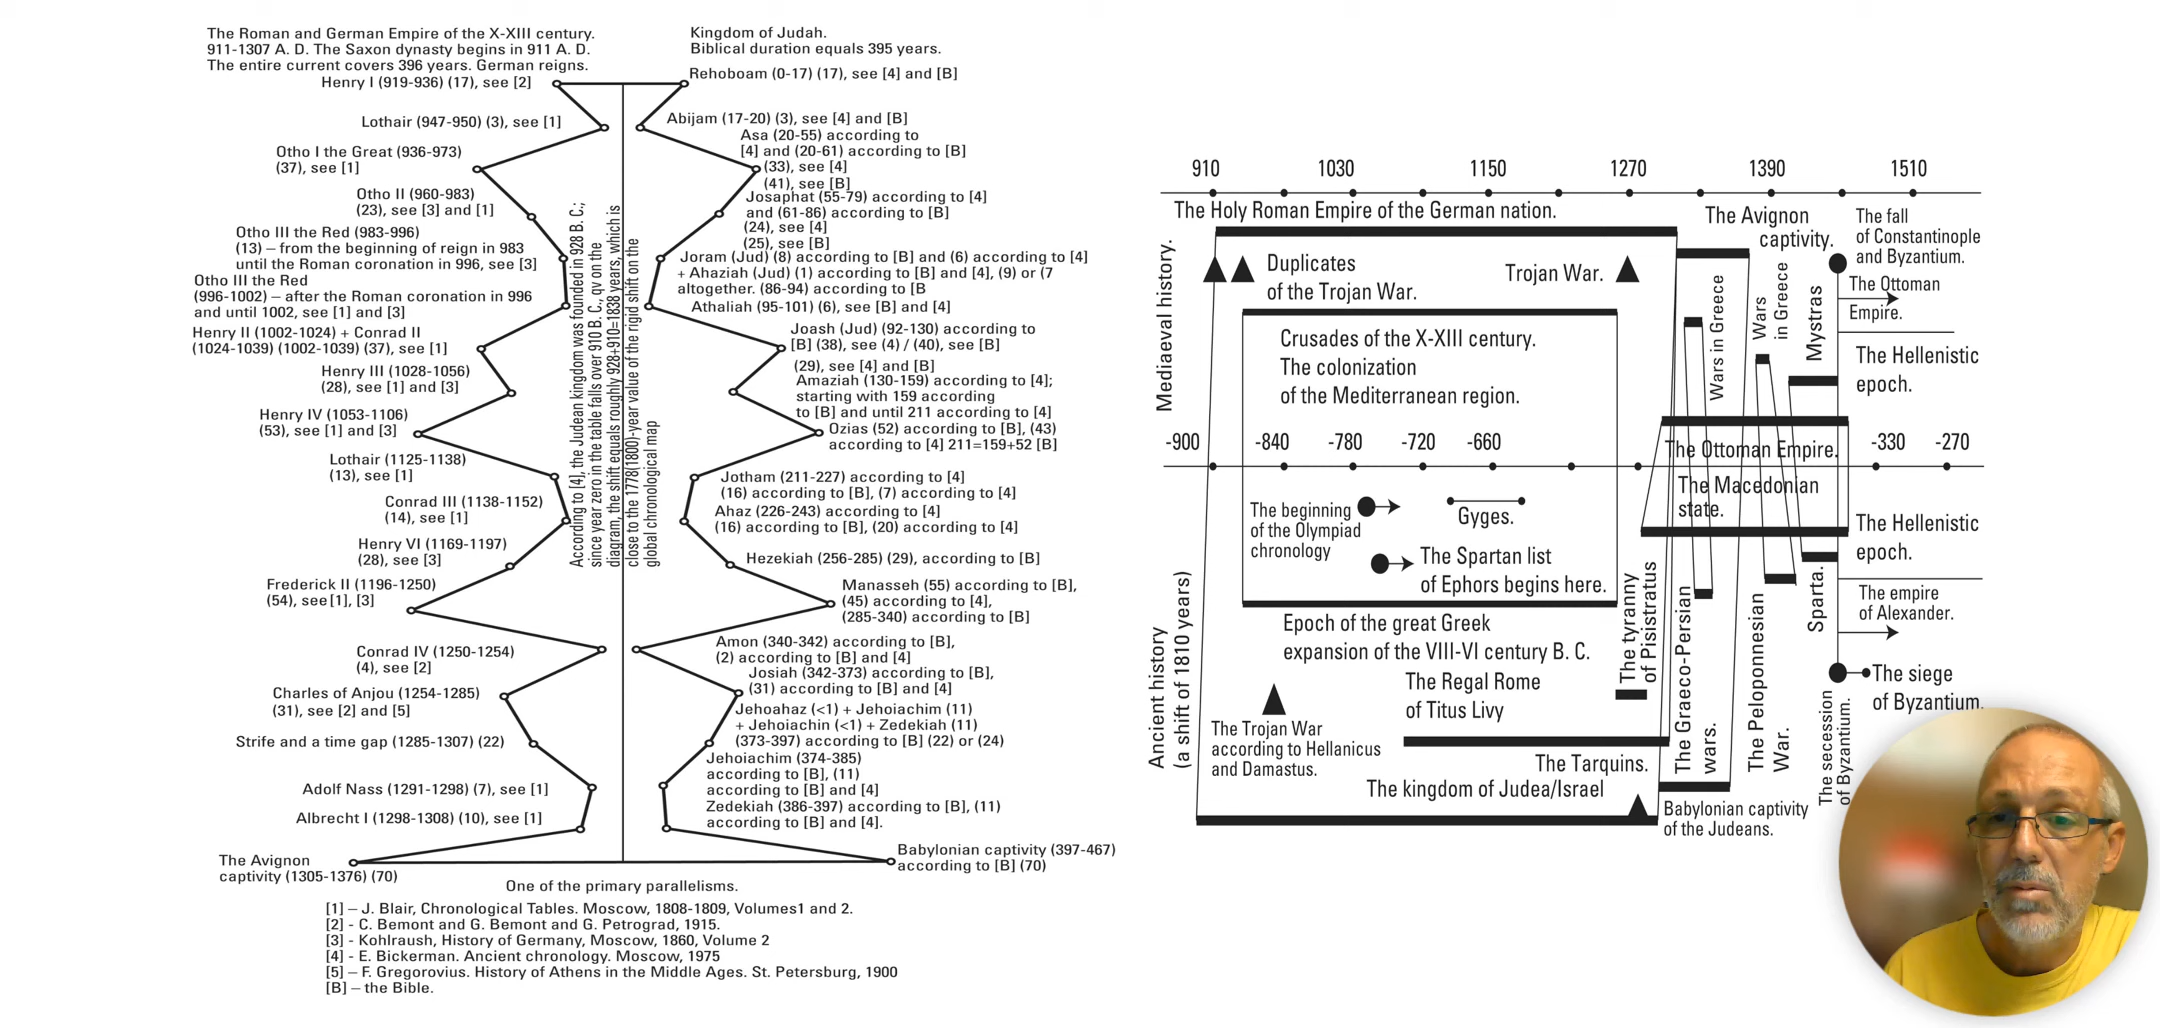 The Roman and German Empire of the X-XIII century.
911-1307 A. D. The Saxon dynasty begins in 911 A. D.
The entire current covers 396 years. German reigns.
Henry I (919-936) (17), see [2]
Lothair (947-950) (3), see [1]
Otho I the Great (936-973)
(37), see [1]
Otho II (960-983)
(23), see [3] and [1]
Otho III the Red (983-996)
(13) – from the beginning of reign in 983
until the Roman coronation in 996, see [3]
Otho III the Red
(996-1002) – after the Roman coronation in 996
and until 1002, see [1] and [3]
Henry II (1002-1024) + Conrad II
(1024-1039) (1002-1039) (37), see [1]
Henry III (1028-1056)
(28), see [1] and [3]
Henry IV (1053-1106)
(53), see [1] and [3]
Lothair (1125-1138)
(13), see [1]
Conrad III (1138-1152)
(14), see [1]
Henry VI (1169-1197)
(28), see [3]
Frederick II (1196-1250)
(54), see [1], [3]
Conrad IV (1250-1254)
(4), see [2]
Charles of Anjou (1254-1285)
(31), see [2] and [5]
Strife and a time gap (1285-1307) (22)
Adolf Nass (1291-1298) (7), see [1]
Albrecht I (1298-1308) (10), see [1]
The Avignon
captivity (1305-1376) (70)
According to [4], the Judean kingdom was founded in 928 B. C.;
since year zero in the table falls over 910 B. C., qv on the
diagram, the shift equals roughly 928+910=1838 years, which is
close to the 1778(1800)-year value of the rigid shift on the
global chronological map
Kingdom of Judah.
Biblical duration equals 395 years.
Rehoboam (0-17) (17), see [4] and [B]
Abijam (17-20) (3), see [4] and [B]
Asa (20-55) according to
[4] and (20-61) according to [B]
(33), see [4]
(41), see [B]
Josaphat (55-79) according to [4]
and (61-86) according to [B]
(24), see [4]
(25), see [B]
Joram (Jud) (8) according to [B] and (6) according to [4]
+ Ahaziah (Jud) (1) according to [B] and [4], (9) or (7
altogether. (86-94) according to [B
Athaliah (95-101) (6), see [B] and [4]
Joash (Jud) (92-130) according to
[B] (38), see (4) / (40), see [B]
(29), see [4] and [B]
Amaziah (130-159) according to [4];
starting with 159 according
to [B] and until 211 according to [4]
Ozias (52) according to [B], (43)
according to [4] 211=159+52 [B]
Jotham (211-227) according to [4]
(16) according to [B], (7) according to [4]
Ahaz (226-243) according to [4]
(16) according to [B], (20) according to [4]
Hezekiah (256-285) (29), according to [B]
Manasseh (55) according to [B],
(45) according to [4],
(285-340) according to [B]
Amon (340-342) according to [B],
(2) according to [B] and [4]
Josiah (342-373) according to [B],
(31) according to [B] and [4]
Jehoahaz (<1) + Jehoiachim (11)
+ Jehoiachin (<1) + Zedekiah (11)
(373-397) according to [B] (22) or (24)
Jehoiachim (374-385)
according to [B], (11)
according to [B] and [4]
Zedekiah (386-397) according to [B], (11)
according to [B] and [4].
Babylonian captivity (397-467)
according to [B] (70)
One of the primary parallelisms.
[1] – J. Blair, Chronological Tables. Moscow, 1808-1809, Volumes1 and 2.
[2] - C. Bemont and G. Bemont and G. Petrograd, 1915.
[3] - Kohlraush, History of Germany, Moscow, 1860, Volume 2
[4] - E. Bickerman. Ancient chronology. Moscow, 1975
[5] – F. Gregorovius. History of Athens in the Middle Ages. St. Petersburg, 1900
[B] – the Bible.
910 1030 1150 1270 1390 1510
Mediaeval history.
The Holy Roman Empire of the German nation.
The Avignon
captivity.
The fall
of Constantinople
and Byzantium.
Duplicates
of the Trojan War.
Trojan War.
Wars in Greece
Wars
in Greece
Mystras
The Ottoman
Empire.
Crusades of the X-XIII century.
The colonization
of the Mediterranean region.
The Hellenistic
epoch.
-900 -840 -780 -720 -660
The Ottoman Empire.
-330 -270
The Macedonian
state.
Ancient history
(a shift of 1810 years)
The beginning
of the Olympiad
chronology
Gyges.
The Spartan list
of Ephors begins here.
The Hellenistic
epoch.
Epoch of the great Greek
expansion of the VIII-VI century B. C.
The tyranny
of Pisistratus
The Graeco-Persian
wars.
The Peloponnesian
War.
Sparta.
The empire
of Alexander.
The siege
of Byzantium.
The secession
of Byzantium.
The Regal Rome
of Titus Livy
The Trojan War
according to Hellanicus
and Damastus.
The Tarquins.
The kingdom of Judea/Israel
Babylonian captivity
of the Judeans.